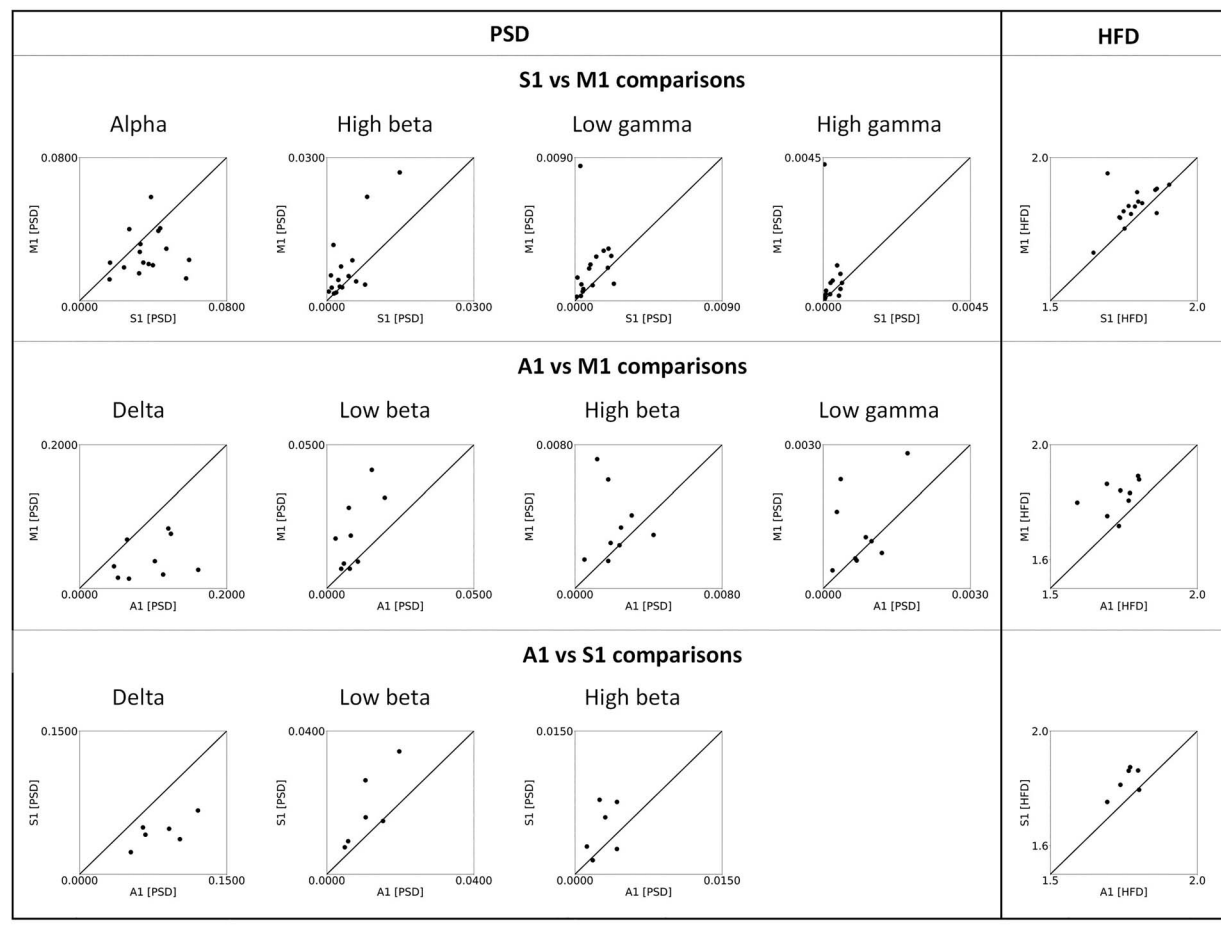 PSD
HFD
S1 vs M1 comparisons
Alpha
High beta
Low gamma
High gamma
0.0800
M1 [PSD]
0.0000
S1 [PSD]
0.0800
0.0300
M1 [PSD]
0.0000
S1 [PSD]
0.0300
0.0090
M1 [PSD]
0.0000
S1 [PSD]
0.0090
0.0045
M1 [PSD]
0.0000
S1 [PSD]
0.0045
2.0
M1 [HFD]
1.5
S1 [HFD]
2.0
A1 vs M1 comparisons
Delta
Low beta
High beta
Low gamma
0.2000
M1 [PSD]
0.0000
A1 [PSD]
0.2000
0.0500
M1 [PSD]
0.0000
A1 [PSD]
0.0500
0.0080
M1 [PSD]
0.0000
A1 [PSD]
0.0080
0.0030
M1 [PSD]
0.0000
A1 [PSD]
0.0030
2.0
M1 [HFD]
1.6
1.5
A1 [HFD]
2.0
A1 vs S1 comparisons
Delta
Low beta
High beta
0.1500
S1 [PSD]
0.0000
A1 [PSD]
0.1500
0.0400
S1 [PSD]
0.0000
A1 [PSD]
0.0400
0.0150
S1 [PSD]
0.0000
A1 [PSD]
0.0150
2.0
S1 [HFD]
1.6
1.5
A1 [HFD]
2.0